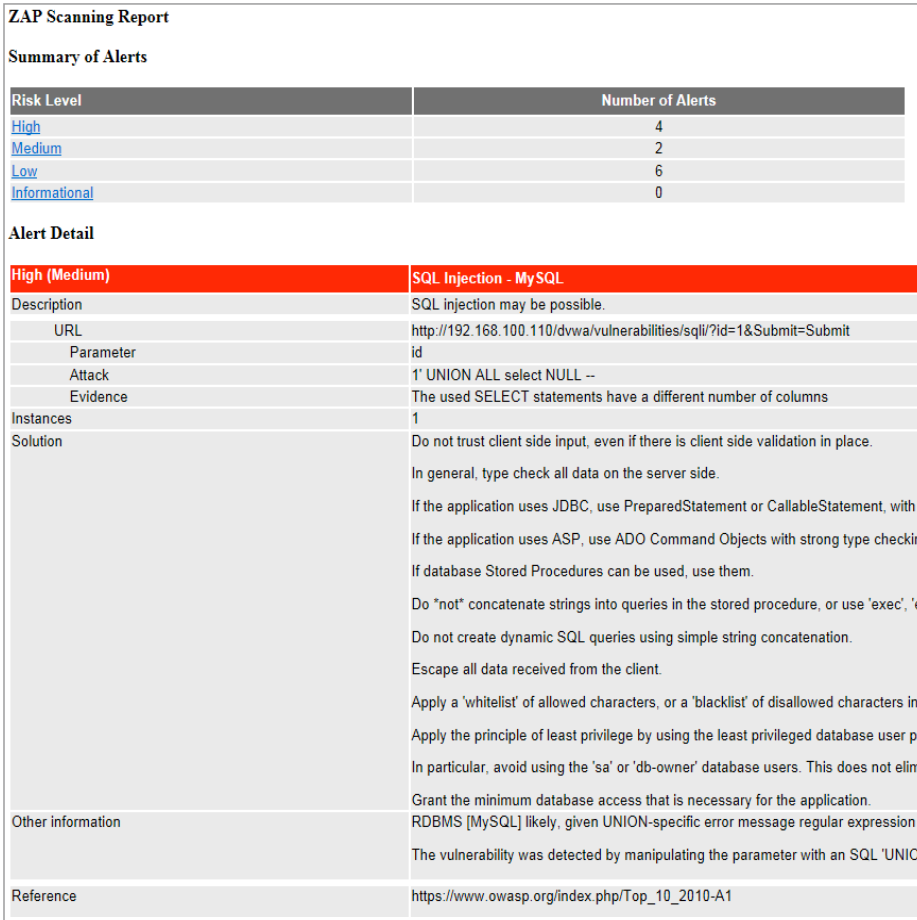 ZAP Scanning Report
Summary of Alerts
Risk Level Number of Alerts
High 4
Medium 2
Low 6
Informational 0
Alert Detail
High (Medium) SQL Injection - MySQL
Description SQL injection may be possible.
URL http://192.168.100.110/dvwa/vulnerabilities/sqli/?id=1&Submit=Submit
Parameter id
Attack 1' UNION ALL select NULL --
Evidence The used SELECT statements have a different number of columns
Instances 1
Solution Do not trust client side input, even if there is client side validation in place.
In general, type check all data on the server side.
If the application uses JDBC, use PreparedStatement or CallableStatement, with
If the application uses ASP, use ADO Command Objects with strong type checkin
If database Stored Procedures can be used, use them.
Do *not* concatenate strings into queries in the stored procedure, or use 'exec', 'e
Do not create dynamic SQL queries using simple string concatenation.
Escape all data received from the client.
Apply a 'whitelist' of allowed characters, or a 'blacklist' of disallowed characters in
Apply the principle of least privilege by using the least privileged database user p
In particular, avoid using the 'sa' or 'db-owner' database users. This does not elim
Grant the minimum database access that is necessary for the application.
Other information RDBMS [MySQL] likely, given UNION-specific error message regular expression
The vulnerability was detected by manipulating the parameter with an SQL 'UNIO
Reference https://www.owasp.org/index.php/Top_10_2010-A1